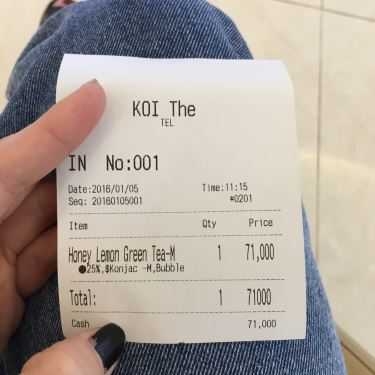 KOI The
TEL
IN No:001
Date:2016/01/05 Time:11:15
Seq: 20160105001 #0201
Item Qty Price
Honey Lemon Green Tea-M 1 71,000
●25%,$Konjac -M,Bubble
Total: 1 71000
Cash 71,000